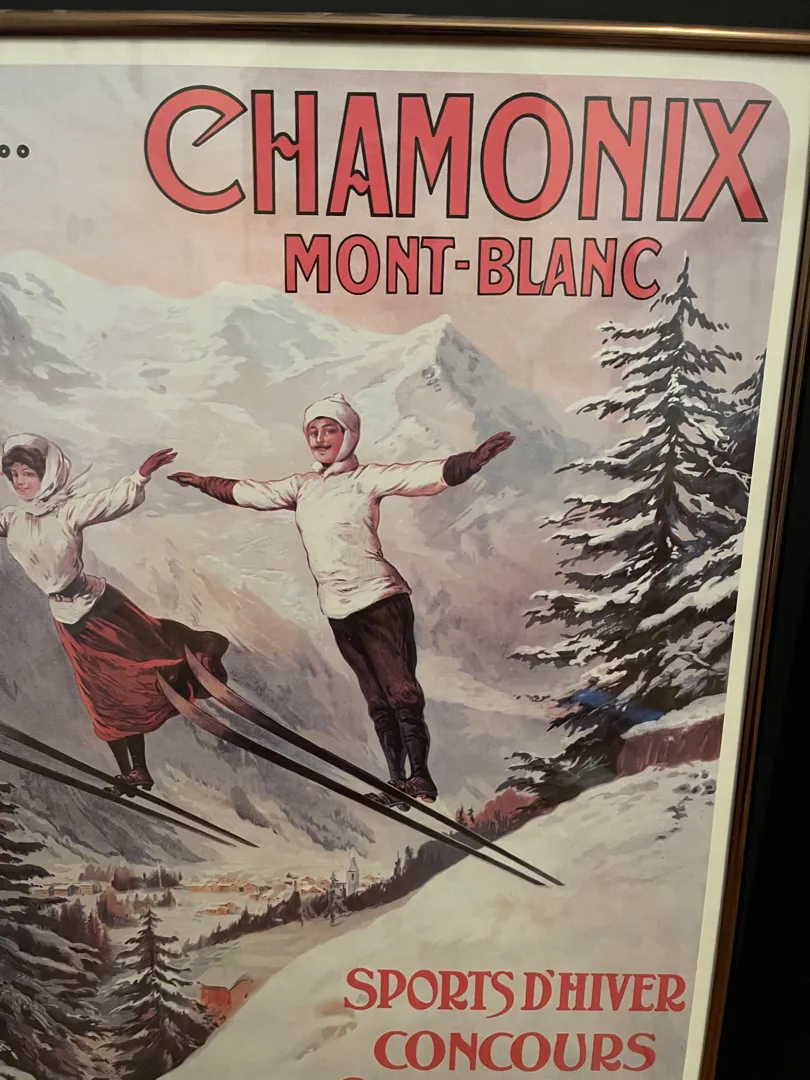 CHAMONIX
MONT-BLANC
SPORTS D'HIVER
CONCOURS